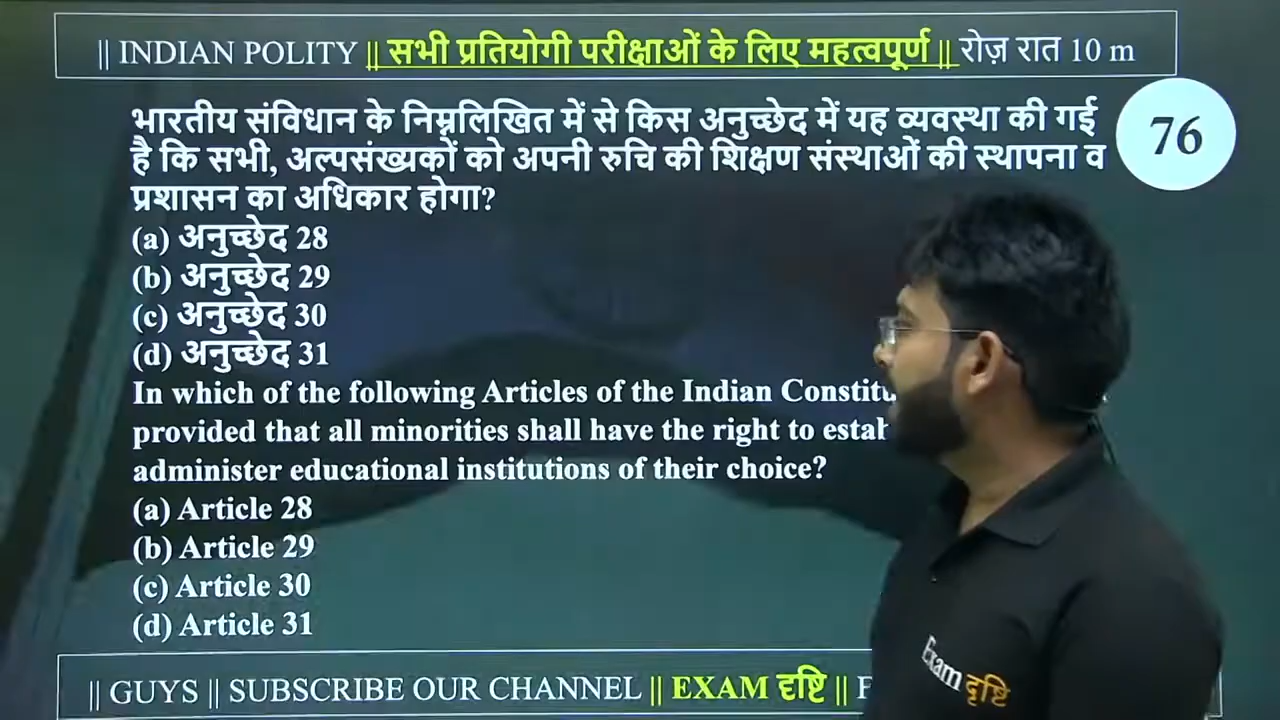 || INDIAN POLITY || सभी प्रतियोगी परीक्षाओं के लिए महत्वपूर्ण || रोज़ रात 10 m
76
भारतीय संविधान के निम्नलिखित में से किस अनुच्छेद में यह व्यवस्था की गई
है कि सभी, अल्पसंख्यकों को अपनी रुचि की शिक्षण संस्थाओं की स्थापना व
प्रशासन का अधिकार होगा?
(a) अनुच्छेद 28
(b) अनुच्छेद 29
(c) अनुच्छेद 30
(d) अनुच्छेद 31
In which of the following Articles of the Indian
provided that all minorities shall have the right to
administer educational institutions of their choice?
(a) Article 28
(b) Article 29
(c) Article 30
(d) Article 31
|| GUYS || SUBSCRIBE OUR CHANNEL || EXAM दृष्टि ||
Exam दृष्टि